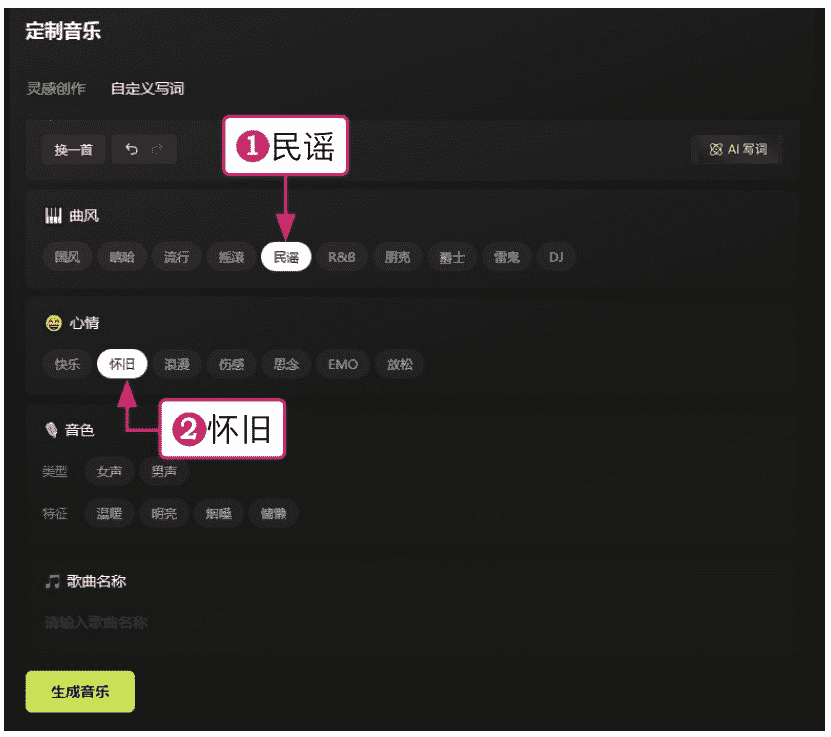 定制音乐
灵感创作 自定义写词
换一首 AI 写词
❶民谣
曲风
国风 嘻哈 流行 摇滚 民谣 R&B 朋克 爵士 雷鬼 DJ
心情
快乐 怀旧 浪漫 伤感 思念 EMO 放松
❷怀旧
音色
类型 女声 男声
特征 温暖 明亮 烟嗓 慵懒
歌曲名称
请输入歌曲名称
生成音乐